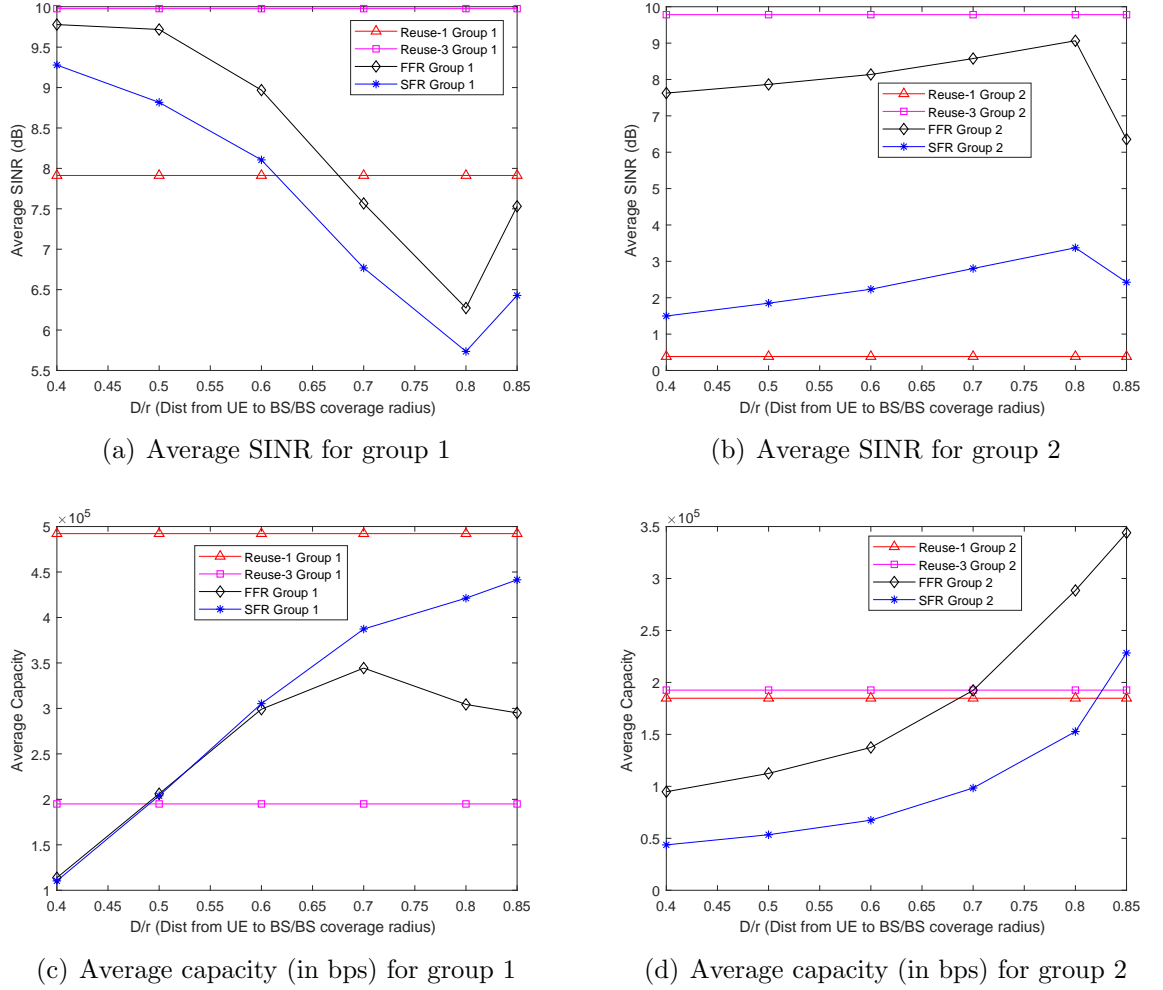 10
9.5
9
8.5
8
7.5
7
6.5
6
5.5
Average SINR (dB)
Reuse-1 Group 1
Reuse-3 Group 1
FFR Group 1
SFR Group 1
0.4 0.45 0.5 0.55 0.6 0.65 0.7 0.75 0.8 0.85
D/r (Dist from UE to BS/BS coverage radius)
(a) Average SINR for group 1
10
9
8
7
6
5
4
3
2
1
0
Average SINR (dB)
Reuse-1 Group 2
Reuse-3 Group 2
FFR Group 2
SFR Group 2
0.4 0.45 0.5 0.55 0.6 0.65 0.7 0.75 0.8 0.85
D/r (Dist from UE to BS/BS coverage radius)
(b) Average SINR for group 2
×10^5
5
4.5
4
3.5
3
2.5
2
1.5
1
Average Capacity
Reuse-1 Group 1
Reuse-3 Group 1
FFR Group 1
SFR Group 1
0.4 0.45 0.5 0.55 0.6 0.65 0.7 0.75 0.8 0.85
D/r (Dist from UE to BS/BS coverage radius)
(c) Average capacity (in bps) for group 1
×10^5
3.5
3
2.5
2
1.5
1
0.5
0
Average Capacity
Reuse-1 Group 2
Reuse-3 Group 2
FFR Group 2
SFR Group 2
0.4 0.45 0.5 0.55 0.6 0.65 0.7 0.75 0.8 0.85
D/r (Dist from UE to BS/BS coverage radius)
(d) Average capacity (in bps) for group 2